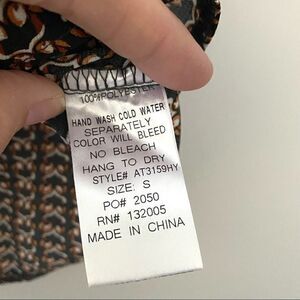 100%POLYESTER
HAND WASH COLD WATER
SEPARATELY
COLOR WILL BLEED
NO BLEACH
HANG TO DRY
STYLE# AT3159HY
SIZE: S
PO# 2050
RN# 132005
MADE IN CHINA